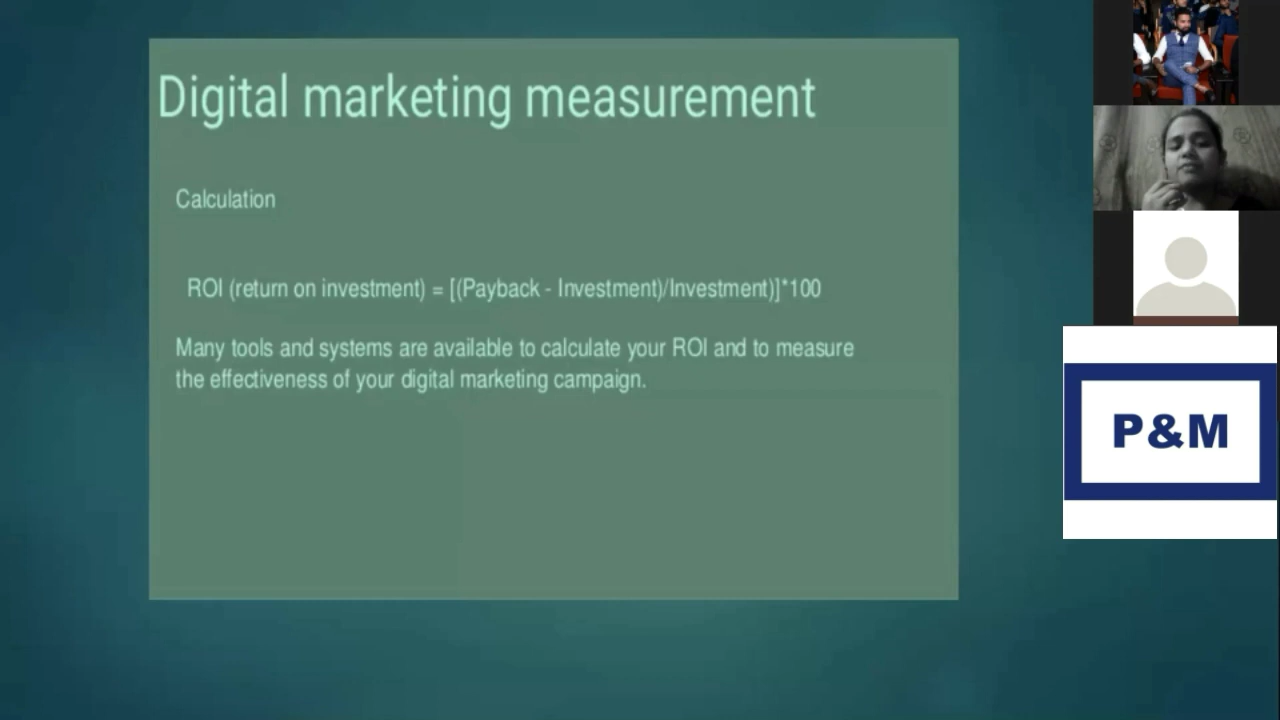 Digital marketing measurement
Calculation
ROI (return on investment) = [(Payback - Investment)/Investment)]*100
Many tools and systems are available to calculate your ROI and to measure
the effectiveness of your digital marketing campaign.
P&M